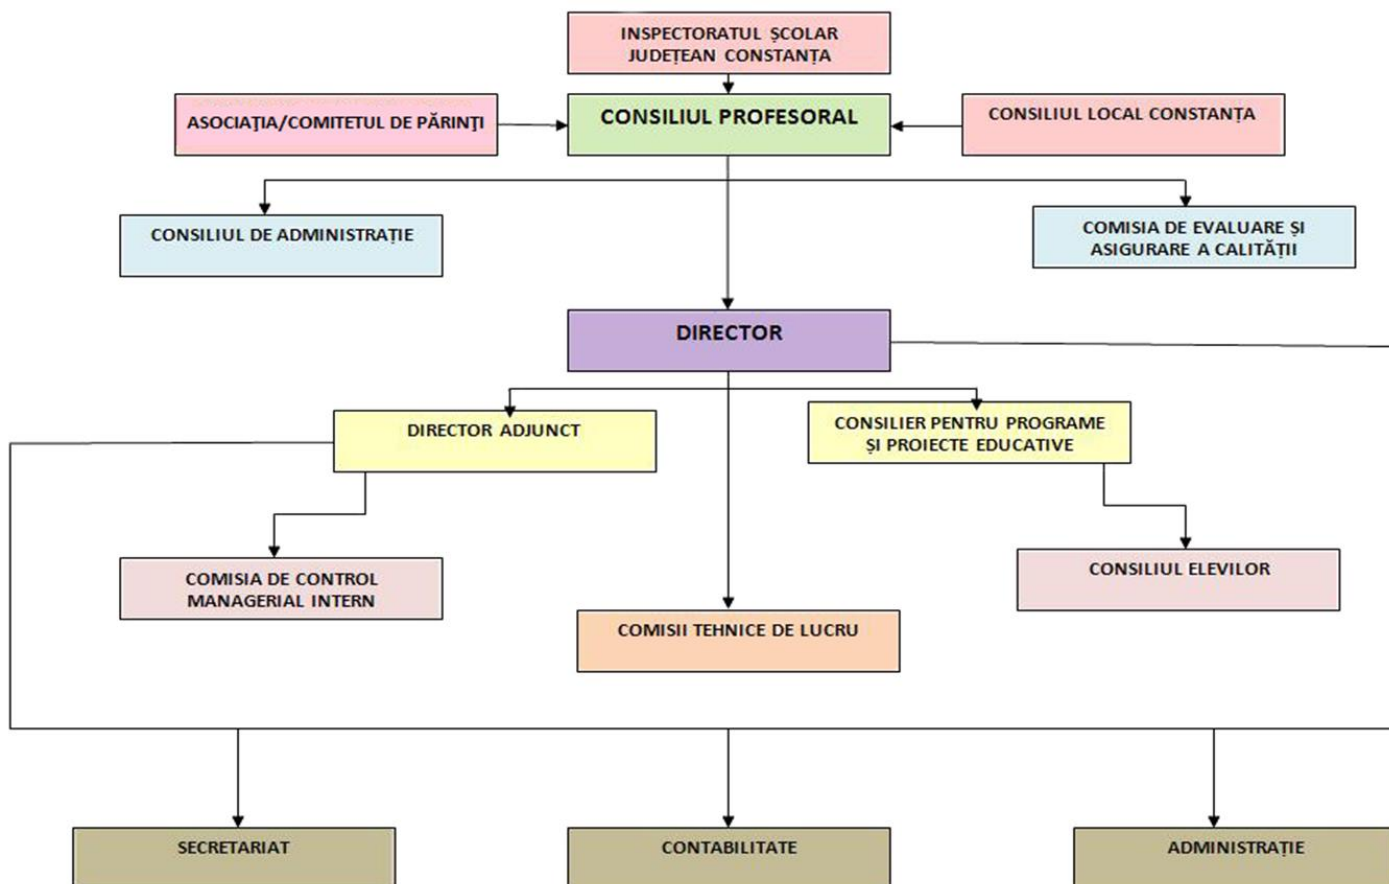 INSPECTORATUL ȘCOLAR
JUDEȚEAN CONSTANȚA
ASOCIAŢIA/COMITETUL DE PĂRINŢI
CONSILIUL PROFESORAL
CONSILIUL LOCAL CONSTANȚA
CONSILIUL DE ADMINISTRAȚIE
COMISIA DE EVALUARE ȘI
ASIGURARE A CALITĂȚII
DIRECTOR
DIRECTOR ADJUNCT
CONSILIER PENTRU PROGRAME
ȘI PROIECTE EDUCATIVE
COMISIA DE CONTROL
MANAGERIAL INTERN
CONSILIUL ELEVILOR
COMISII TEHNICE DE LUCRU
SECRETARIAT
CONTABILITATE
ADMINISTRAȚIE